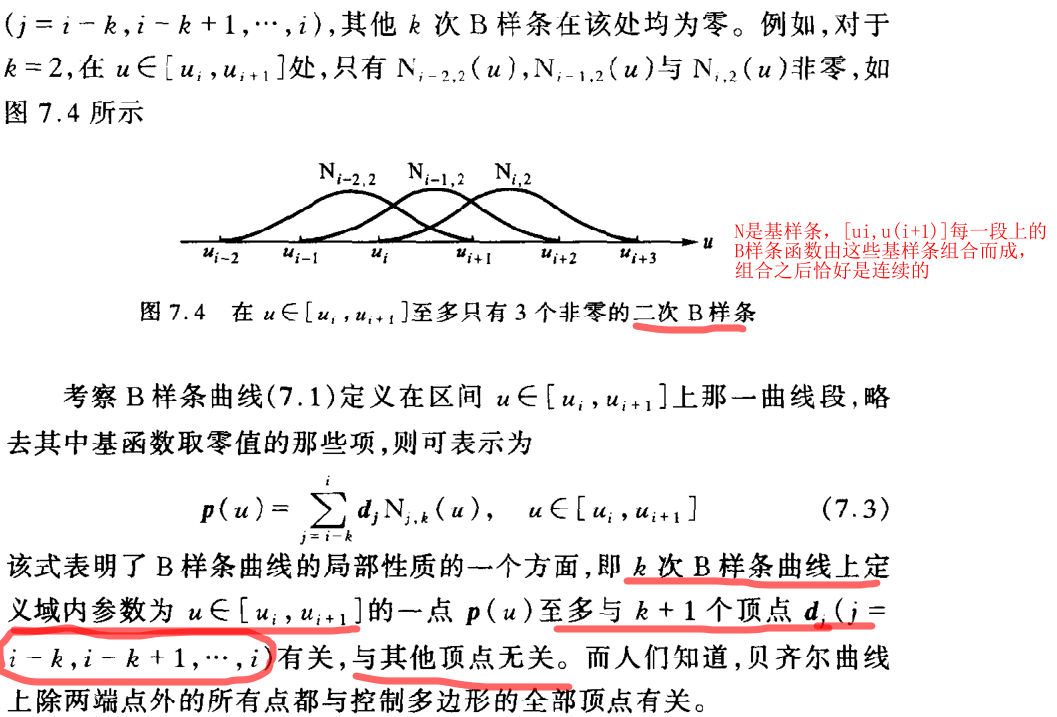 (j=i-k,i-k+1,…,i),其他 k 次 B 样条在该处均为零。例如,对于
k=2,在 u∈[u_i,u_{i+1}]处,只有 N_{i-2,2}(u),N_{i-1,2}(u)与 N_{i,2}(u)非零,如
图 7.4 所示
N_{i-2,2} N_{i-1,2} N_{i,2}
u_{i-2} u_{i-1} u_i u_{i+1} u_{i+2} u_{i+3} u
N是基样条，[ui,u(i+1)]每一段上的
B样条函数由这些基样条组合而成，
组合之后恰好是连续的
图 7.4 在 u∈[u_i,u_{i+1}]至多只有 3 个非零的二次 B 样条
考察 B 样条曲线(7.1)定义在区间 u∈[u_i,u_{i+1}]上那一曲线段,略
去其中基函数取零值的那些项,则可表示为
p(u)=∑_{j=i-k}^{i} d_j N_{j,k}(u), u∈[u_i,u_{i+1}] (7.3)
该式表明了 B 样条曲线的局部性质的一个方面,即 k 次 B 样条曲线上定
义域内参数为 u∈[u_i,u_{i+1}]的一点 p(u)至多与 k+1 个顶点 d_j(j=
i-k,i-k+1,…,i)有关,与其他顶点无关。而人们知道,贝齐尔曲线
上除两端点外的所有点都与控制多边形的全部顶点有关。